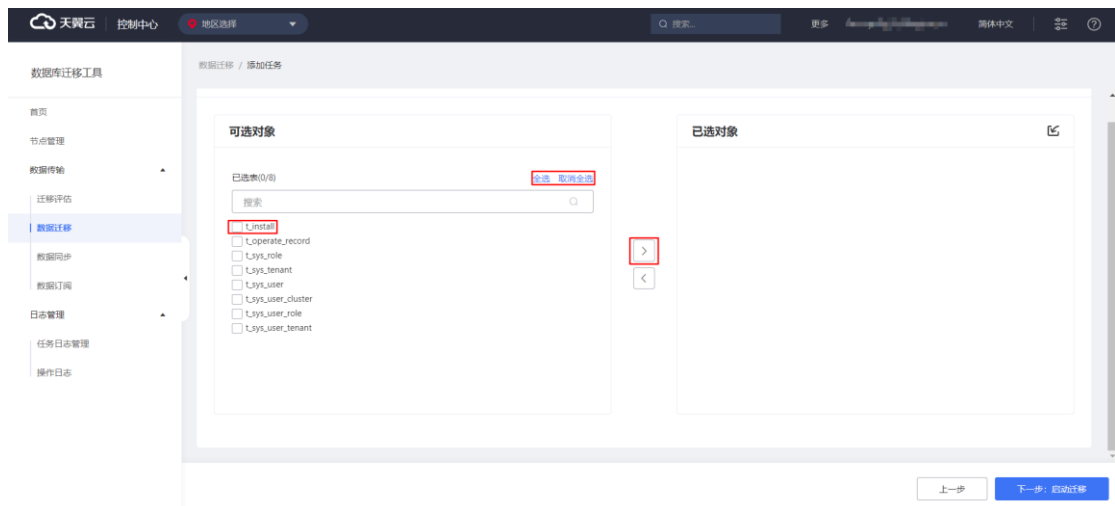 天翼云 控制中心 地区选择 搜索... 更多 简体中文
数据库迁移工具
首页
节点管理
数据传输
迁移评估
数据迁移
数据同步
数据订阅
日志管理
任务日志管理
操作日志
数据迁移 / 添加任务
可选对象
已选表(0/8) 全选 取消全选
搜索
t_install
t_operate_record
t_sys_role
t_sys_tenant
t_sys_user
t_sys_user_cluster
t_sys_user_role
t_sys_user_tenant
>
<
已选对象
上一步 下一步：启动迁移